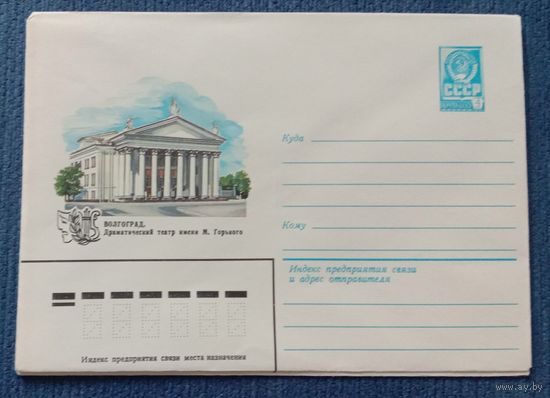 СССР
4
Куда
ВОЛГОГРАД.
Драматический театр имени М. Горького
Кому
Индекс предприятия связи
и адрес отправителя
Индекс предприятия связи места назначения
www.ay.by